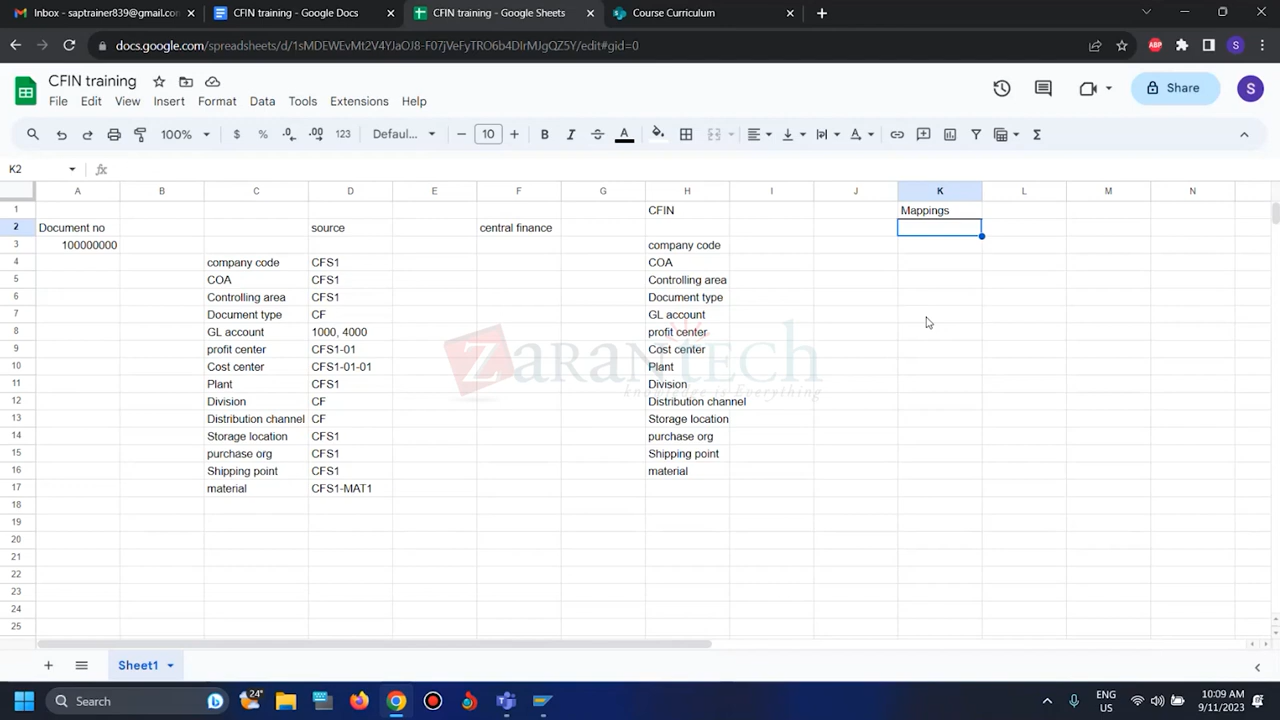 Inbox - saptrainer839@gmail.com
CFIN training - Google Docs
CFIN training - Google Sheets
Course Curriculum
docs.google.com/spreadsheets/d/1sMDEWEvMt2V4YJaOJ8-F07jVeFyTRO6b4DIrMJgQZ5Y/edit#gid=0
ABP
S
CFIN training
File Edit View Insert Format Data Tools Extensions Help
Share
S
100% $ % .0 .00 123 Defaul... 10 B I A
K2 fx
A B C D E F G H I J K L M N
1 CFIN Mappings
2 Document no source central finance
3 100000000 company code
4 company code CFS1 COA
5 COA CFS1 Controlling area
6 Controlling area CFS1 Document type
7 Document type CF GL account
8 GL account 1000, 4000 profit center
9 profit center CFS1-01 Cost center
10 Cost center CFS1-01-01 Plant
11 Plant CFS1 Division
12 Division CF Distribution channel
13 Distribution channel CF Storage location
14 Storage location CFS1 purchase org
15 purchase org CFS1 Shipping point
16 Shipping point CFS1 material
17 material CFS1-MAT1
18
19
20
21
22
23
24
25
ZaranTech
knowledge is Everything
Sheet1
Search
24°
ENG
US
10:09 AM
9/11/2023